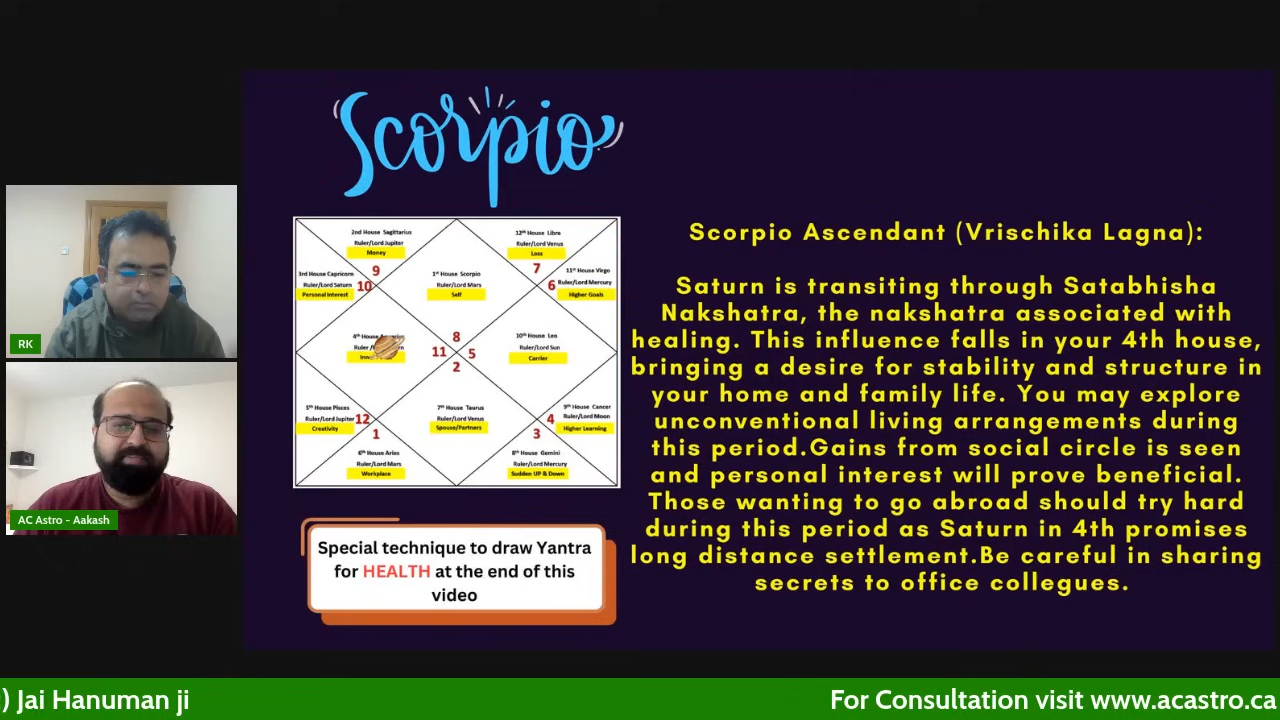 Scorpio
2nd House Sagittarius
Ruler/Lord Jupiter
Money
9
12th House Libre
Ruler/Lord Venus
Loss
7
3rd House Capricorn
Ruler/Lord Saturn
Personal Interest
10
1st House Scorpio
Ruler/Lord Mars
Self
11st House Virgo
Ruler/Lord Mercury
Higher Goals
6
4th House
Ruler
8
11 5
2
10th House Leo
Ruler/Lord Sun
Carrier
5th House Pisces
Ruler/Lord Jupiter
Creativity
12
1
7th House Taurus
Ruler/Lord Venus
Spouse/Partners
9th House Cancer
Ruler/Lord Moon
Higher Learning
4
3
6th House Aries
Ruler/Lord Mars
Workplace
8th House Gemini
Ruler/Lord Mercury
Sudden UP & Down
Special technique to draw Yantra
for HEALTH at the end of this
video
Scorpio Ascendant (Vrischika Lagna):
Saturn is transiting through Satabhisha
Nakshatra, the nakshatra associated with
healing. This influence falls in your 4th house,
bringing a desire for stability and structure in
your home and family life. You may explore
unconventional living arrangements during
this period.Gains from social circle is seen
and personal interest will prove beneficial.
Those wanting to go abroad should try hard
during this period as Saturn in 4th promises
long distance settlement.Be careful in sharing
secrets to office collegues.
RK
AC Astro - Aakash
) Jai Hanuman ji
For Consultation visit www.acastro.ca